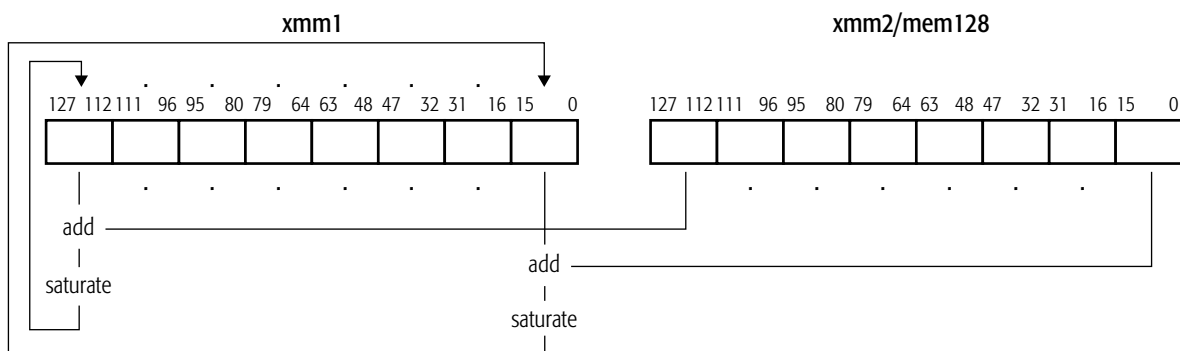 xmm1 xmm2/mem128
127 112 111 96 95 80 79 64 63 48 47 32 31 16 15 0 127 112 111 96 95 80 79 64 63 48 47 32 31 16 15 0
add
add
saturate
saturate